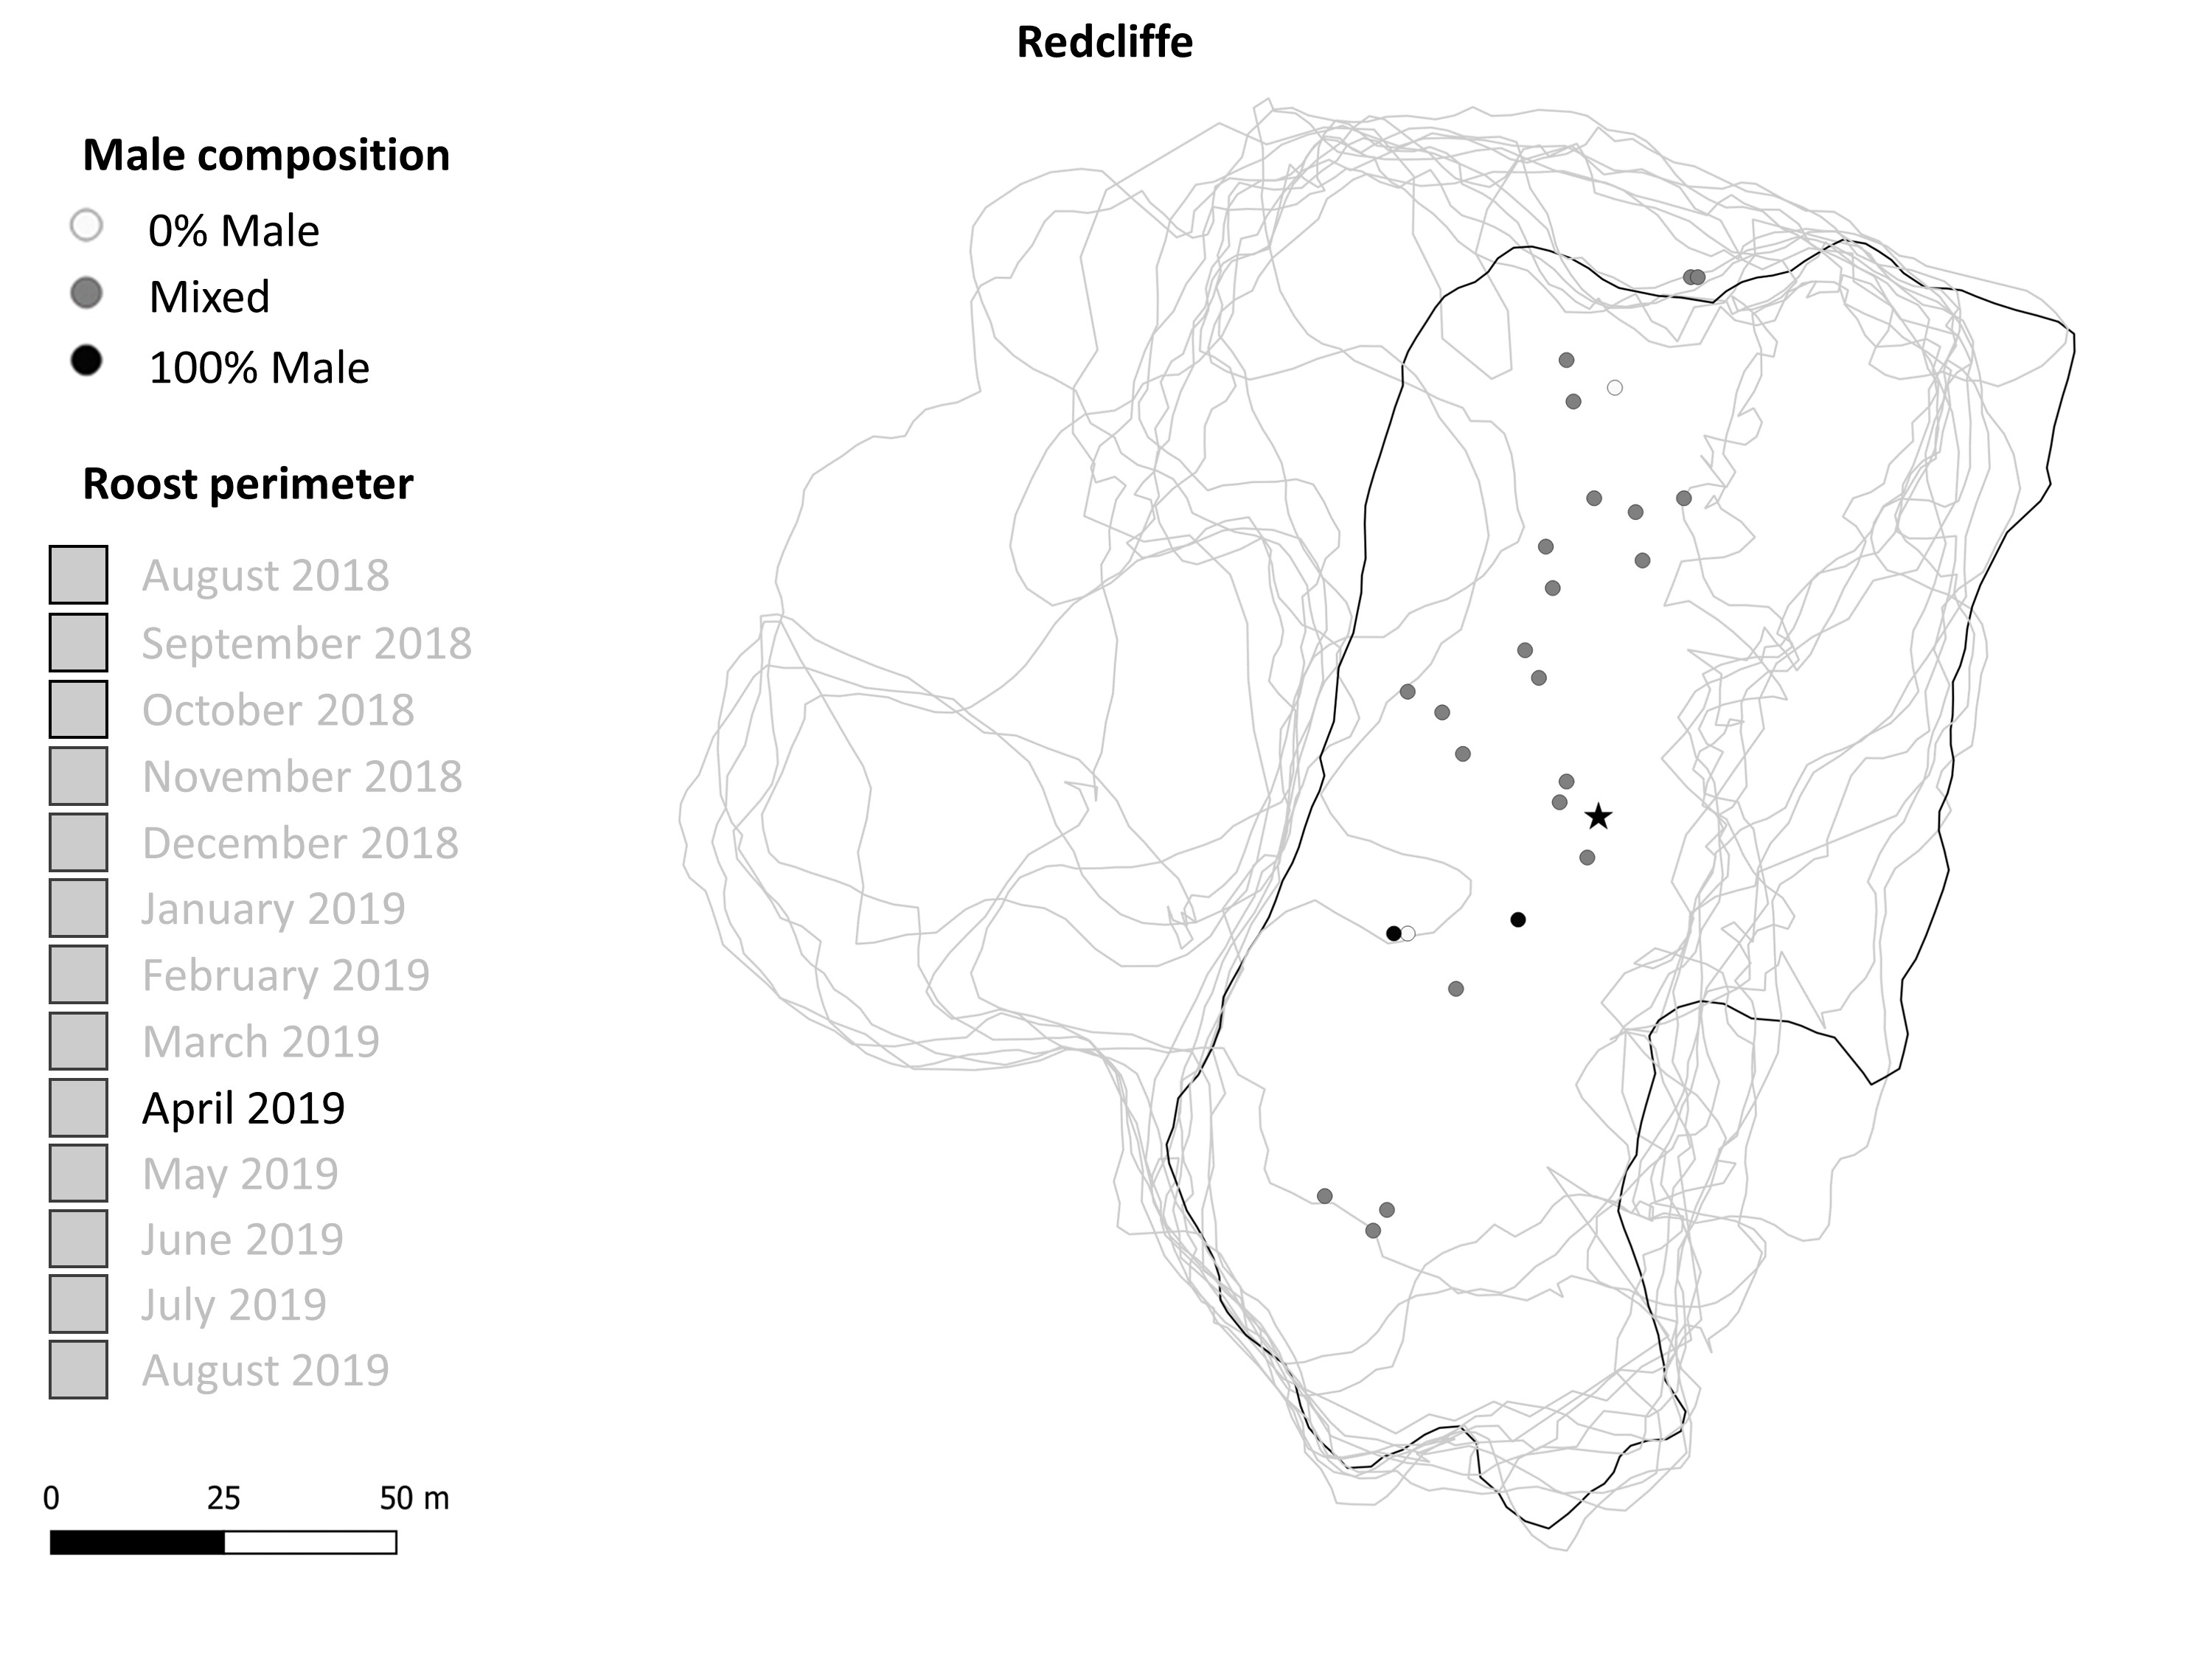 Redcliffe
Male composition
0% Male
Mixed
100% Male
Roost perimeter
August 2018
September 2018
October 2018
November 2018
December 2018
January 2019
February 2019
March 2019
April 2019
May 2019
June 2019
July 2019
August 2019
0 25 50 m